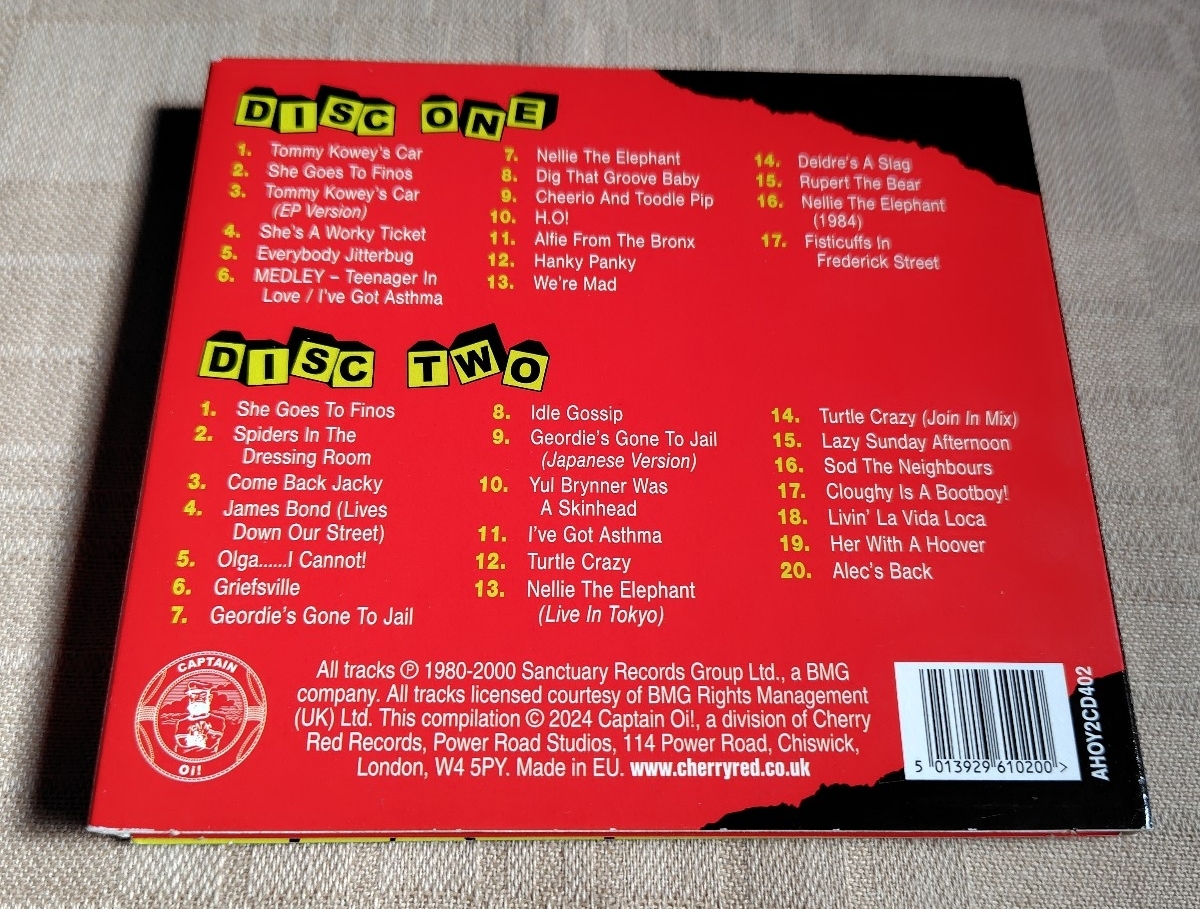 DISC ONE
1. Tommy Kowey's Car
2. She Goes To Finos
3. Tommy Kowey's Car
(EP Version)
4. She's A Worky Ticket
5. Everybody Jitterbug
6. MEDLEY – Teenager In
Love / I've Got Asthma
7. Nellie The Elephant
8. Dig That Groove Baby
9. Cheerio And Toodle Pip
10. H.O!
11. Alfie From The Bronx
12. Hanky Panky
13. We're Mad
14. Deidre's A Slag
15. Rupert The Bear
16. Nellie The Elephant
(1984)
17. Fisticuffs In
Frederick Street
DISC TWO
1. She Goes To Finos
2. Spiders In The
Dressing Room
3. Come Back Jacky
4. James Bond (Lives
Down Our Street)
5. Olga......I Cannot!
6. Griefsville
7. Geordie's Gone To Jail
8. Idle Gossip
9. Geordie's Gone To Jail
(Japanese Version)
10. Yul Brynner Was
A Skinhead
11. I've Got Asthma
12. Turtle Crazy
13. Nellie The Elephant
(Live In Tokyo)
14. Turtle Crazy (Join In Mix)
15. Lazy Sunday Afternoon
16. Sod The Neighbours
17. Cloughy Is A Bootboy!
18. Livin' La Vida Loca
19. Her With A Hoover
20. Alec's Back
CAPTAIN
Oi!
All tracks ℗ 1980-2000 Sanctuary Records Group Ltd., a BMG
company. All tracks licensed courtesy of BMG Rights Management
(UK) Ltd. This compilation © 2024 Captain Oi!, a division of Cherry
Red Records, Power Road Studios, 114 Power Road, Chiswick,
London, W4 5PY. Made in EU. www.cherryred.co.uk
5 013929 610200 >
AHOY2CD402